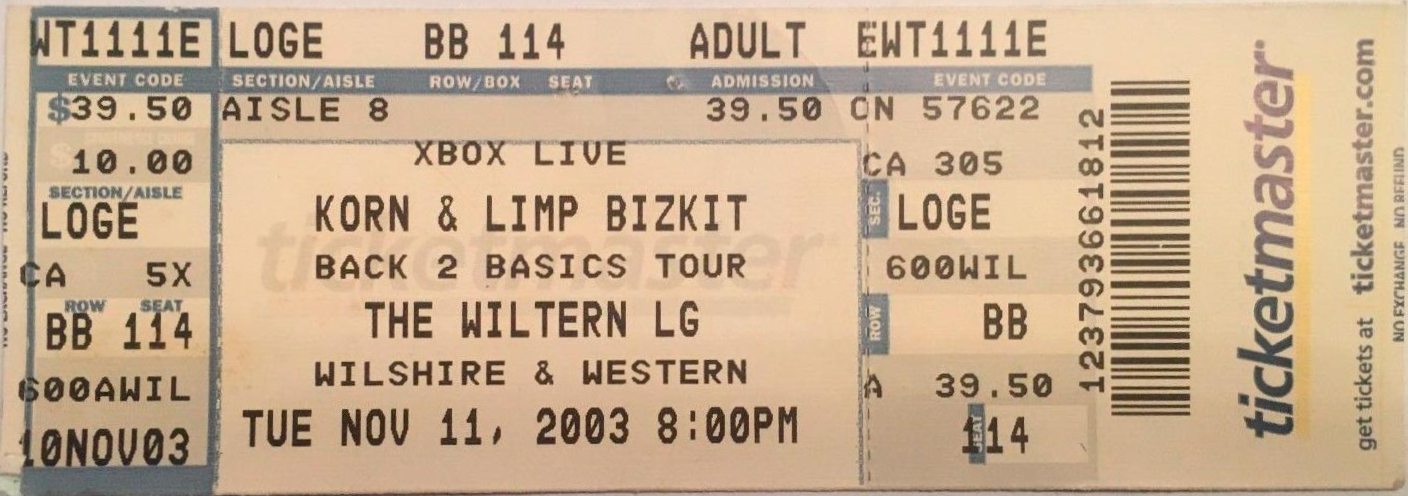 WT1111E LOGE BB 114 ADULT EWT1111E
EVENT CODE SECTION/AISLE ROW/BOX SEAT ADMISSION EVENT CODE
$39.50 AISLE 8 39.50 CN 57622
10.00
SECTION/AISLE
LOGE
CA 5X
ROW SEAT
BB 114
600AWIL
10NOV03
XBOX LIVE
KORN & LIMP BIZKIT
BACK 2 BASICS TOUR
THE WILTERN LG
WILSHIRE & WESTERN
TUE NOV 11, 2003 8:00PM
ticketmaster
CA 305
SEC. LOGE
600WIL
ROW BB
A 39.50
SEAT 114
123793661812
ticketmaster®
get tickets at ticketmaster.com
NO EXCHANGE NO REFUND